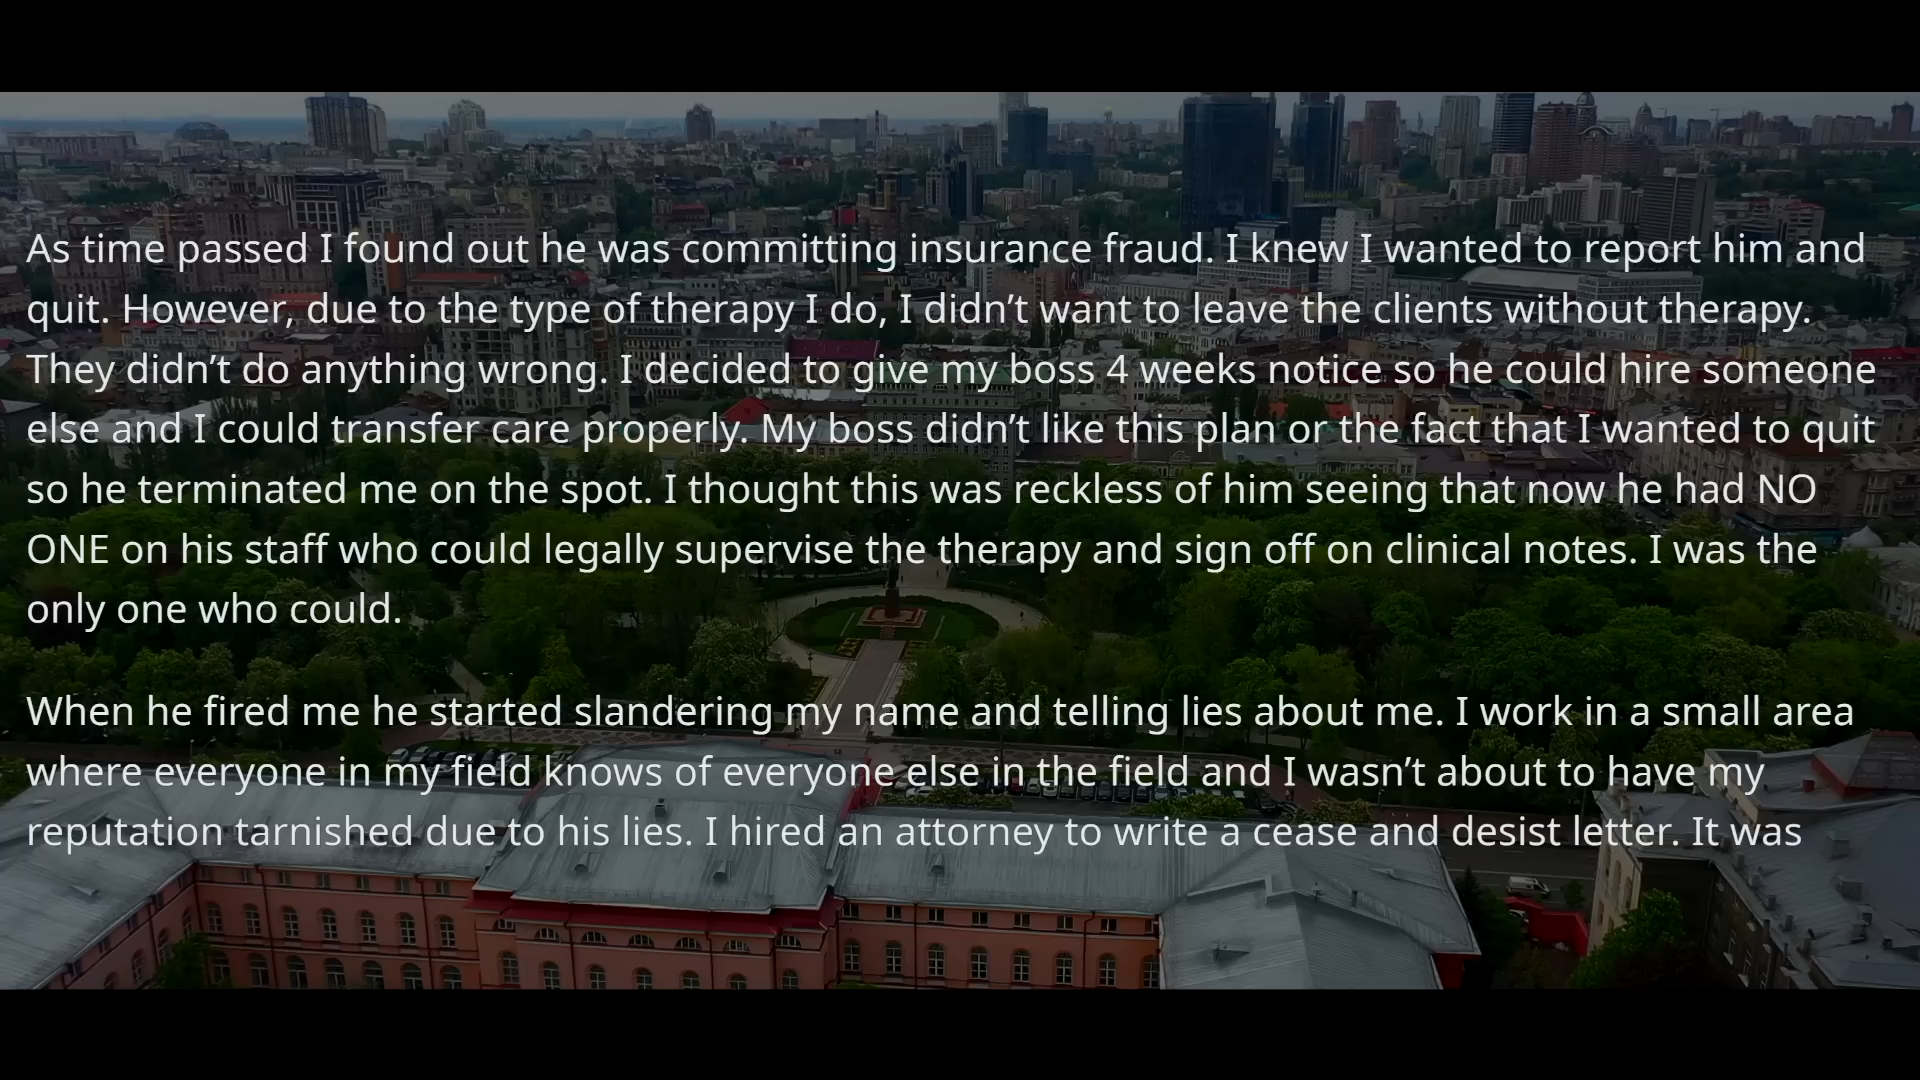 As time passed I found out he was committing insurance fraud. I knew I wanted to report him and
quit. However, due to the type of therapy I do, I didn’t want to leave the clients without therapy.
They didn’t do anything wrong. I decided to give my boss 4 weeks notice so he could hire someone
else and I could transfer care properly. My boss didn’t like this plan or the fact that I wanted to quit
so he terminated me on the spot. I thought this was reckless of him seeing that now he had NO
ONE on his staff who could legally supervise the therapy and sign off on clinical notes. I was the
only one who could.
When he fired me he started slandering my name and telling lies about me. I work in a small area
where everyone in my field knows of everyone else in the field and I wasn’t about to have my
reputation tarnished due to his lies. I hired an attorney to write a cease and desist letter. It was